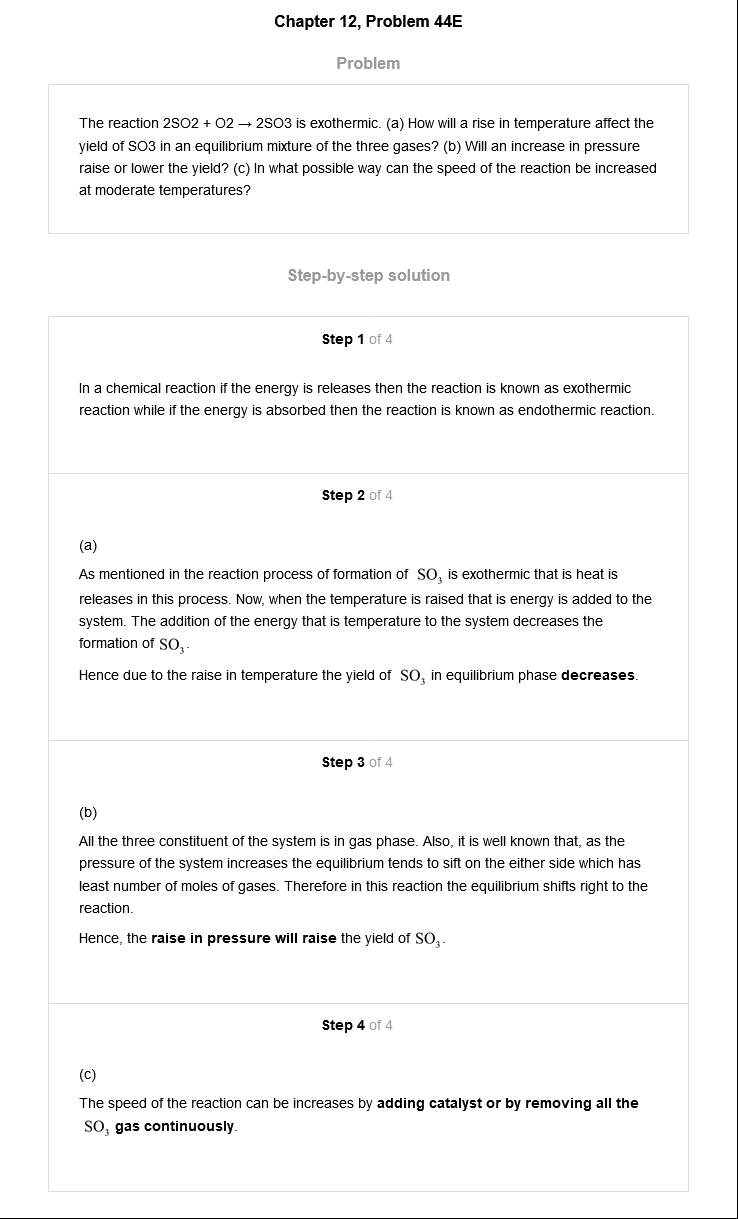 Chapter 12, Problem 44E
Problem
The reaction 2SO2 + O2 → 2SO3 is exothermic. (a) How will a rise in temperature affect the
yield of SO3 in an equilibrium mixture of the three gases? (b) Will an increase in pressure
raise or lower the yield? (c) In what possible way can the speed of the reaction be increased
at moderate temperatures?
Step-by-step solution
Step 1 of 4
In a chemical reaction if the energy is releases then the reaction is known as exothermic
reaction while if the energy is absorbed then the reaction is known as endothermic reaction.
Step 2 of 4
(a)
As mentioned in the reaction process of formation of SO₃ is exothermic that is heat is
releases in this process. Now, when the temperature is raised that is energy is added to the
system. The addition of the energy that is temperature to the system decreases the
formation of SO₃.
Hence due to the raise in temperature the yield of SO₃ in equilibrium phase decreases.
Step 3 of 4
(b)
All the three constituent of the system is in gas phase. Also, it is well known that, as the
pressure of the system increases the equilibrium tends to sift on the either side which has
least number of moles of gases. Therefore in this reaction the equilibrium shifts right to the
reaction.
Hence, the raise in pressure will raise the yield of SO₃.
Step 4 of 4
(c)
The speed of the reaction can be increases by adding catalyst or by removing all the
SO₃ gas continuously.